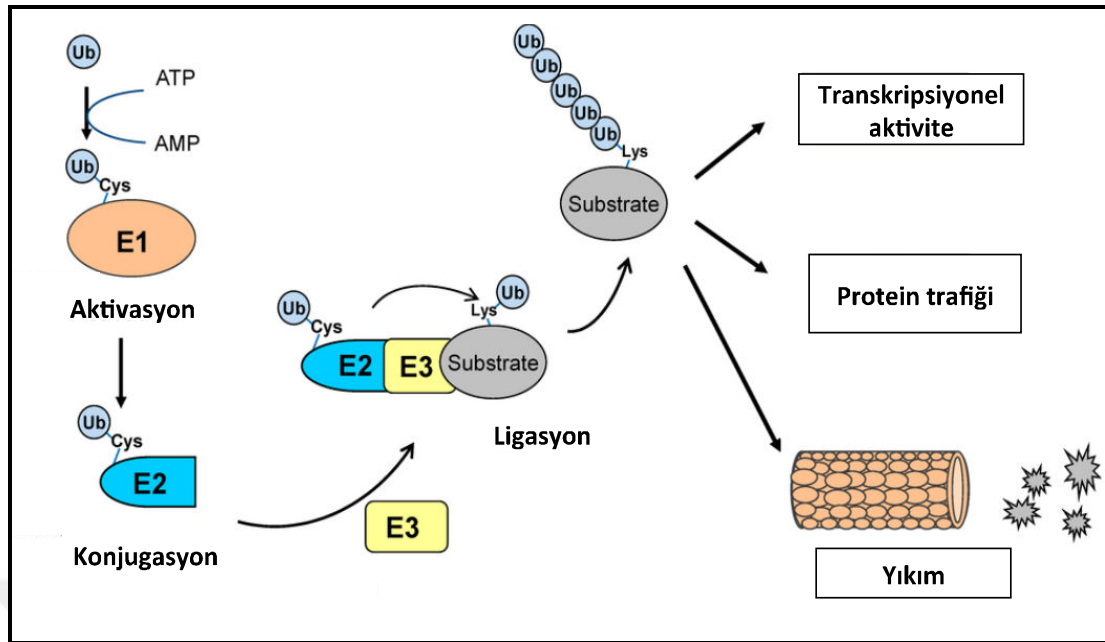 Ub
ATP
AMP
Ub
Cys
E1
Aktivasyon
Ub
Cys
E2
Konjugasyon
E3
Ub
Cys
E2
E3
Lys
Ub
Substrate
Ligasyon
Ub
Ub
Ub
Ub
Ub
Lys
Substrate
Transkripsiyonel
aktivite
Protein trafiği
Yıkım